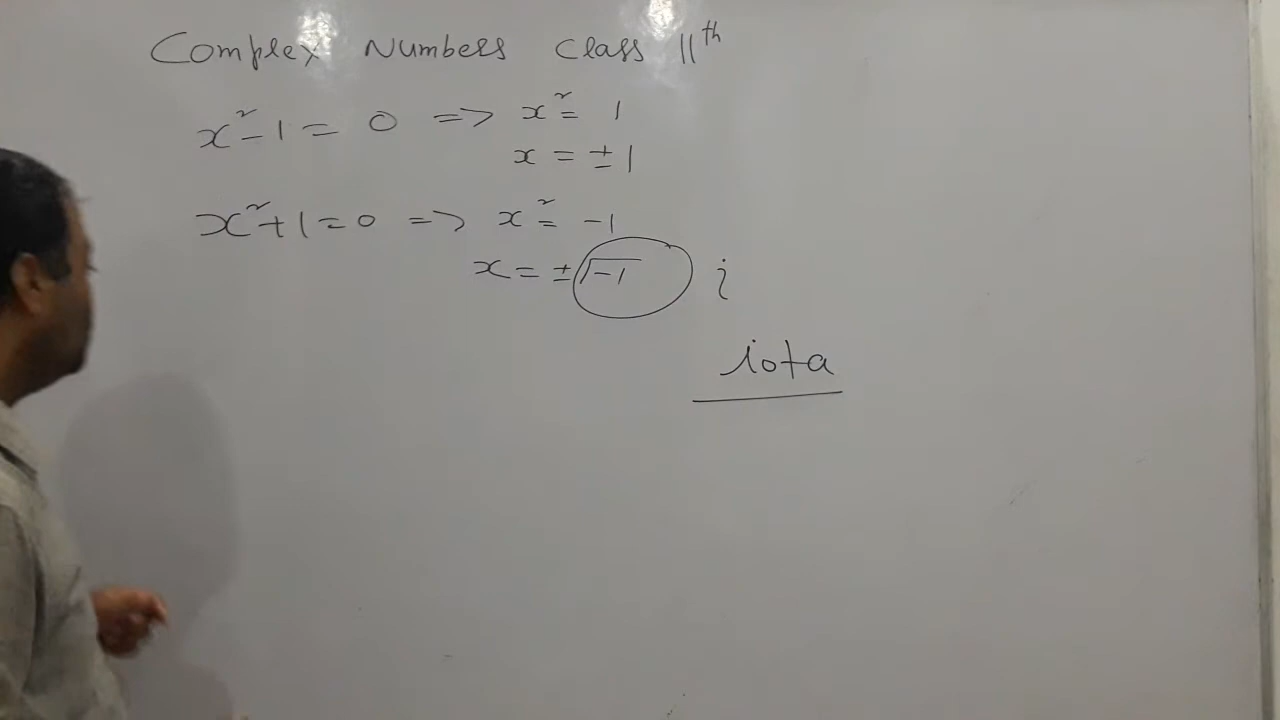 Complex Numbers Class 11th
x² - 1 = 0 => x² = 1
x = ± 1
x² + 1 = 0 => x² = -1
x = ± √-1 i
iota